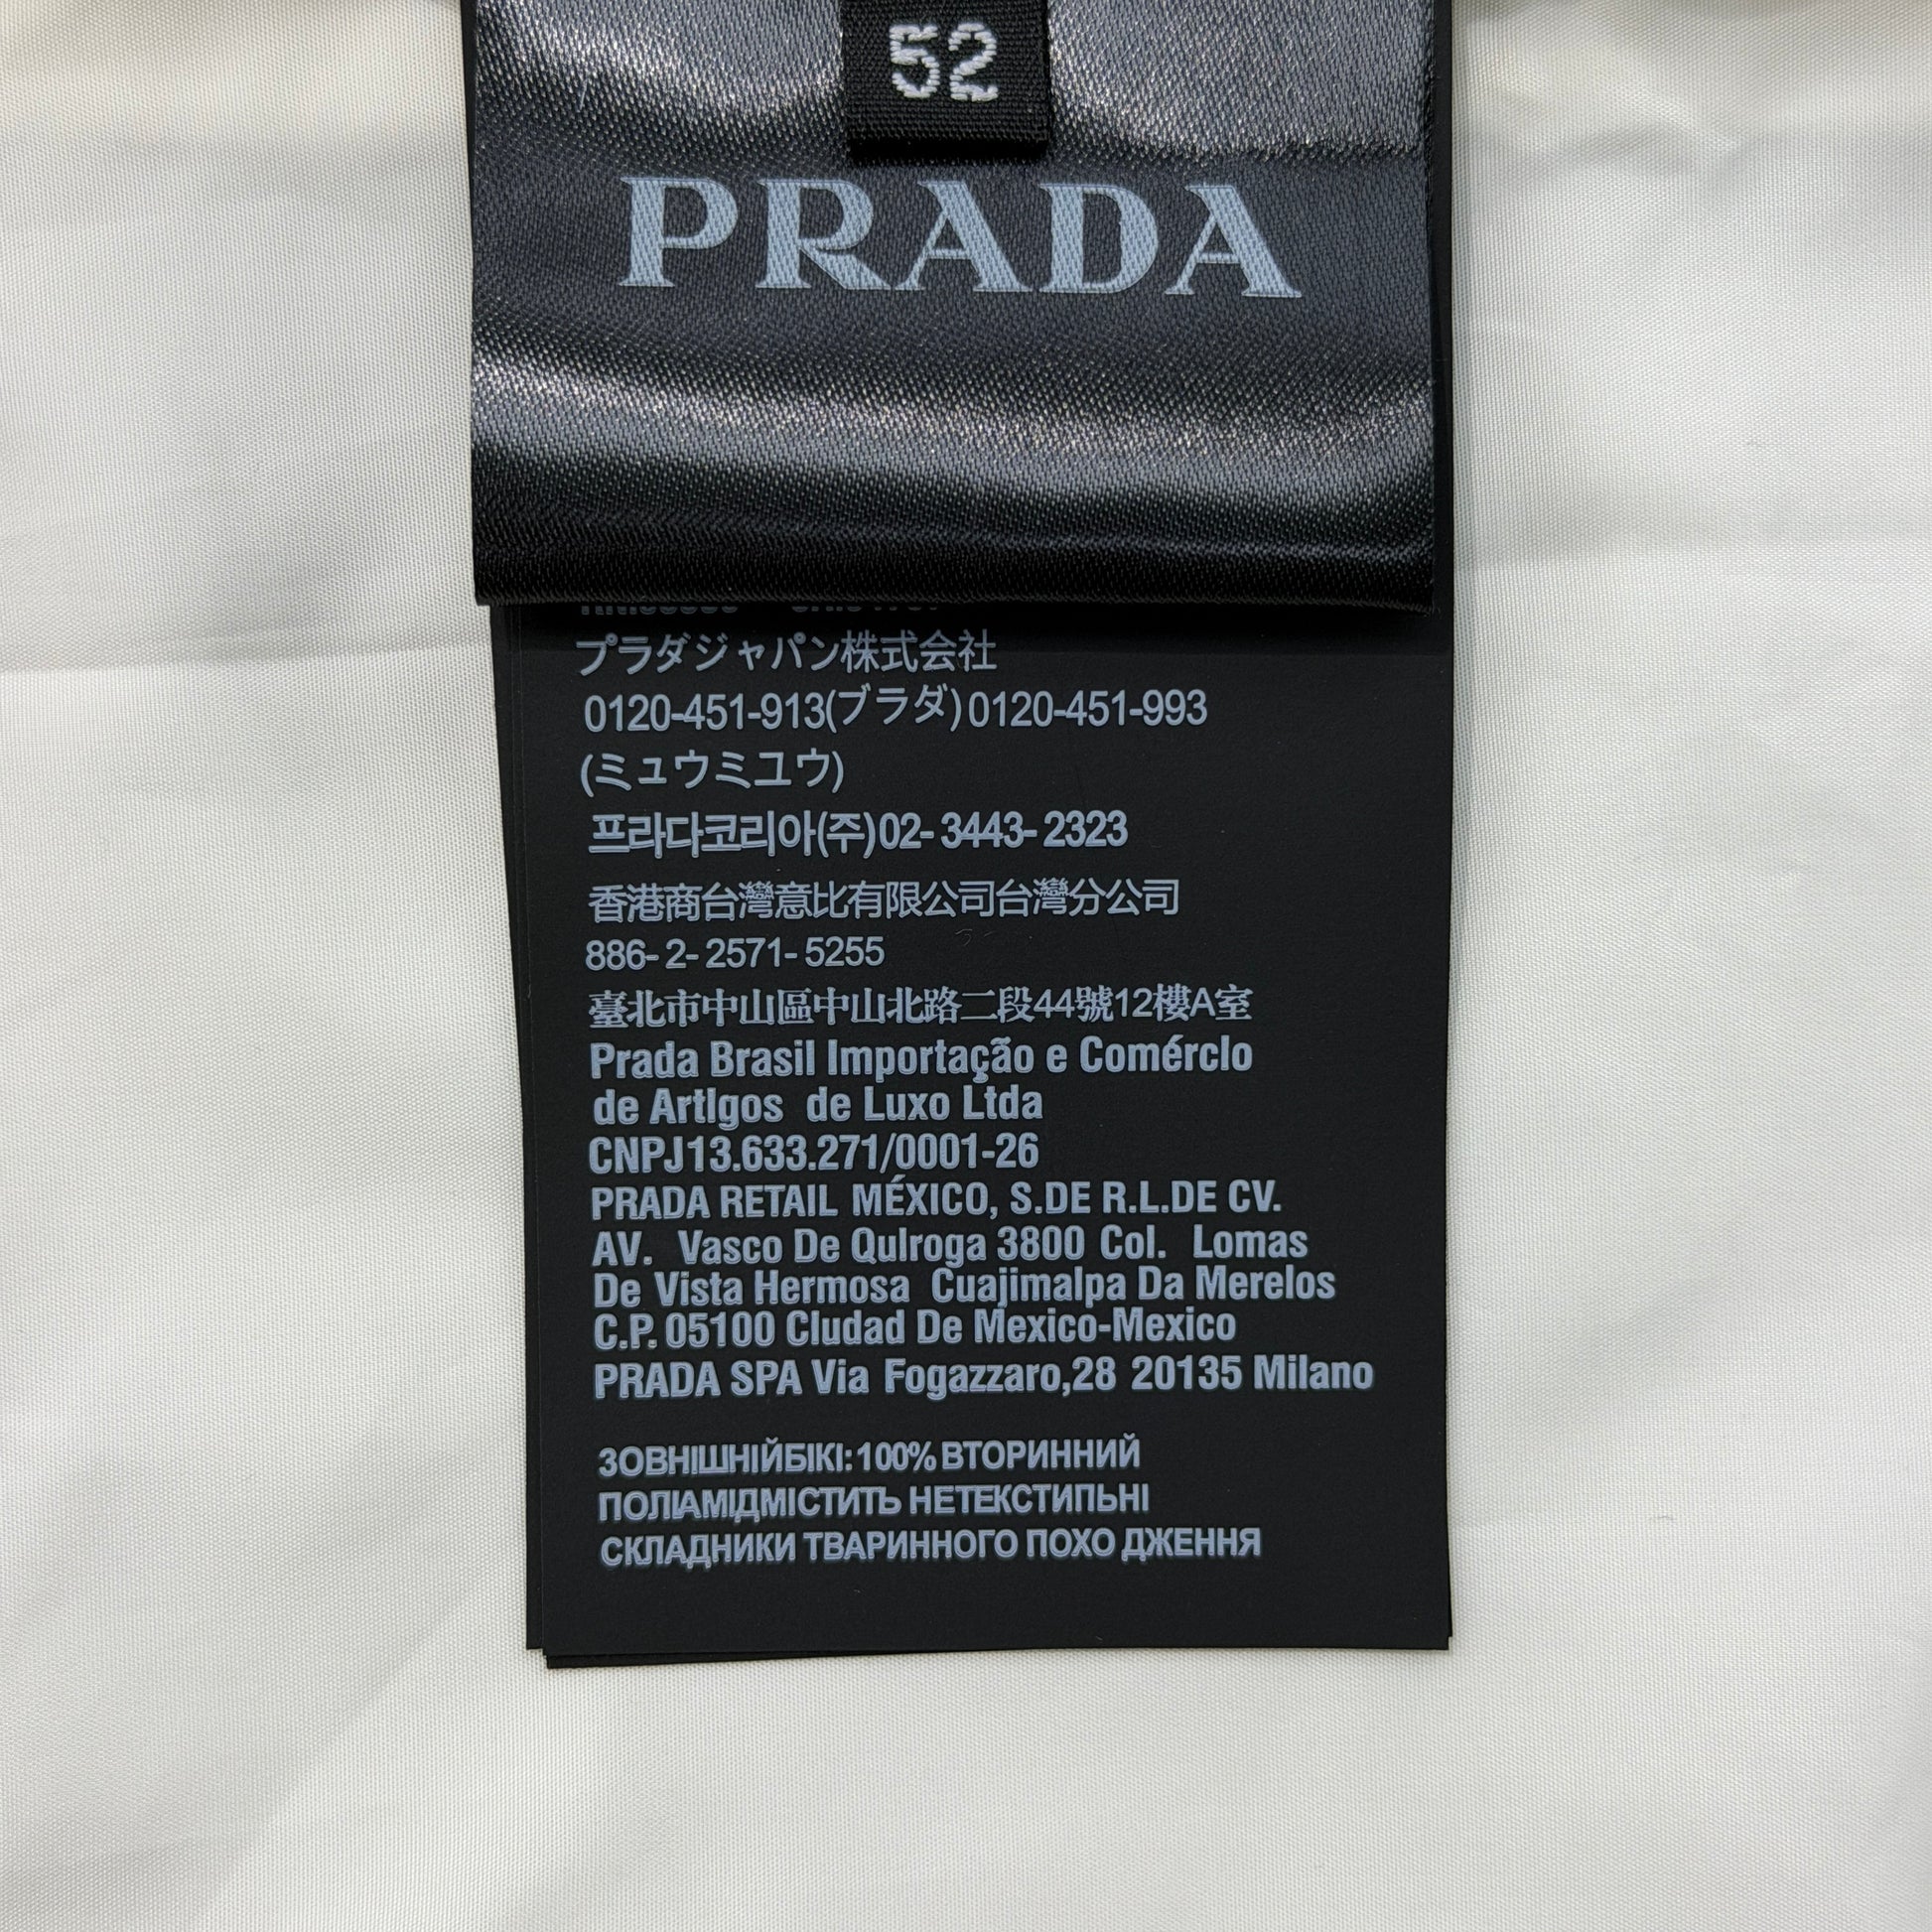 52
PRADA
プラダジャパン株式会社
0120-451-913(ブラダ)0120-451-993
(ミュウミユウ)
프라다코리아(주)02- 3443- 2323
香港商台灣意比有限公司台灣分公司
886- 2- 2571- 5255
臺北市中山區中山北路二段44號12樓A室
Prada Brasil Importação e Comérclo
de Artlgos de Luxo Ltda
CNPJ13.633.271/0001-26
PRADA RETAIL MÉXICO, S.DE R.L.DE CV.
AV. Vasco De Qulroga 3800 Col. Lomas
De Vista Hermosa Cuajimalpa Da Merelos
C.P. 05100 Cludad De Mexico-Mexico
PRADA SPA Via Fogazzaro,28 20135 Milano
ЗОВНІШНІЙБІКІ: 100% ВТОРИННИЙ
ПОЛІАМІДМІСТИТЬ НЕТЕКСТИПЬНІ
СКЛАДНИКИ ТВАРИННОГО ПОХО ДЖЕННЯ